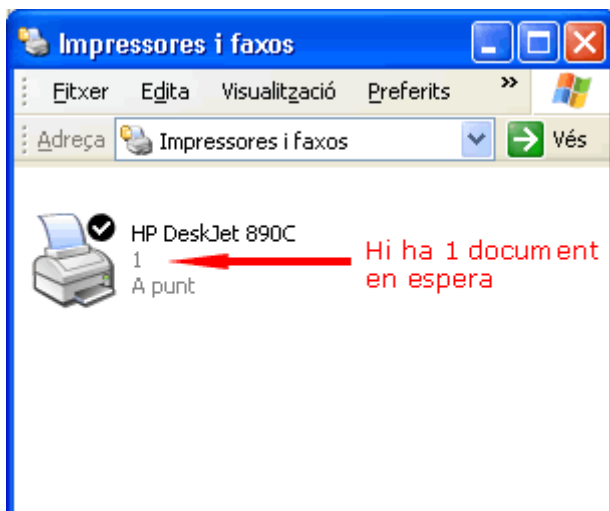 Impressores i faxos
Fitxer Edita Visualització Preferits »
Adreça Impressores i faxos Vés
HP DeskJet 890C
1
A punt
Hi ha 1 document
en espera